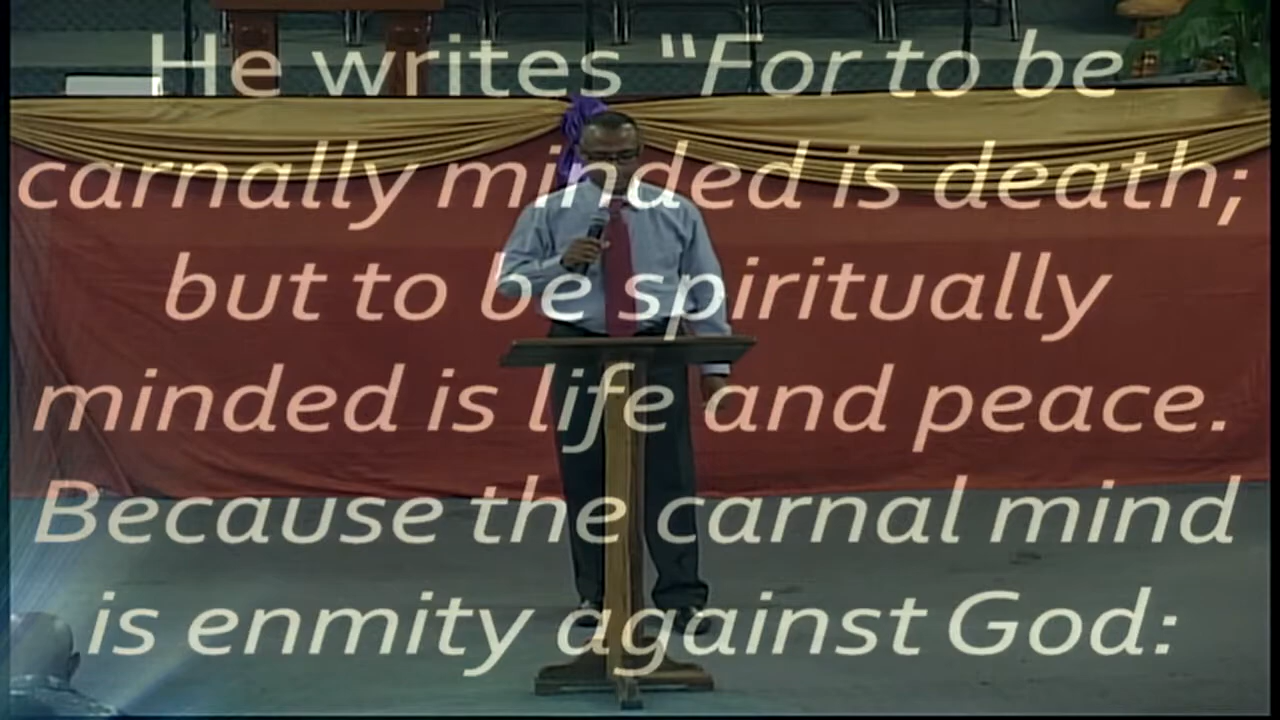 He writes “For to be
carnally minded is death;
but to be spiritually
minded is life and peace.
Because the carnal mind
is enmity against God: